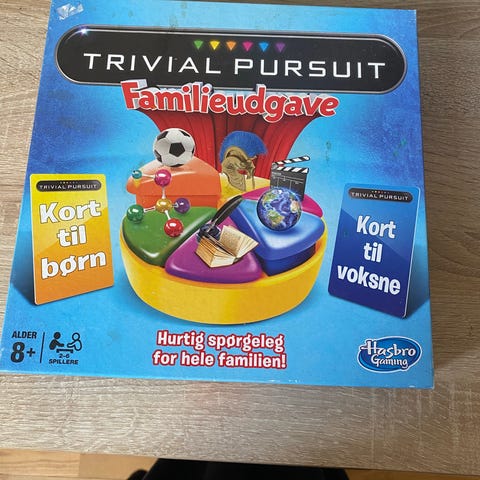 TRIVIAL PURSUIT
Familieudgave
TRIVIAL PURSUIT
Kort
til
børn
TRIVIAL PURSUIT
Kort
til
voksne
Hurtig spørgeleg
for hele familien!
ALDER
8+
2-6
SPILLERE
Hasbro
Gaming